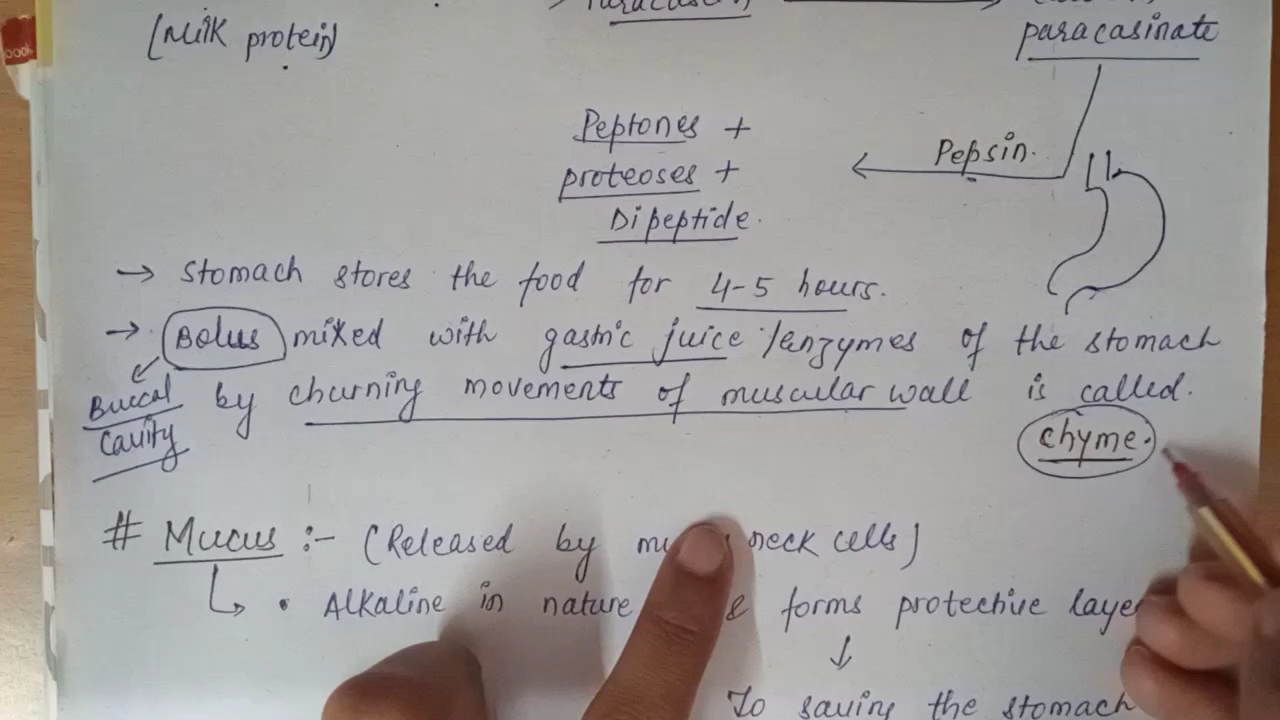 (Milk protein)
paracasinate
Peptones +
proteoses +
Dipeptide.
Pepsin.
→ Stomach stores the food for 4-5 hours.
→ Bolus mixed with gastric juice /enzymes of the stomach
Buccal Cavity
by churning movements of muscular wall is called.
chyme.
# Mucus :- (Released by neck cells)
• Alkaline in nature & forms protective
To saving the stomach
book